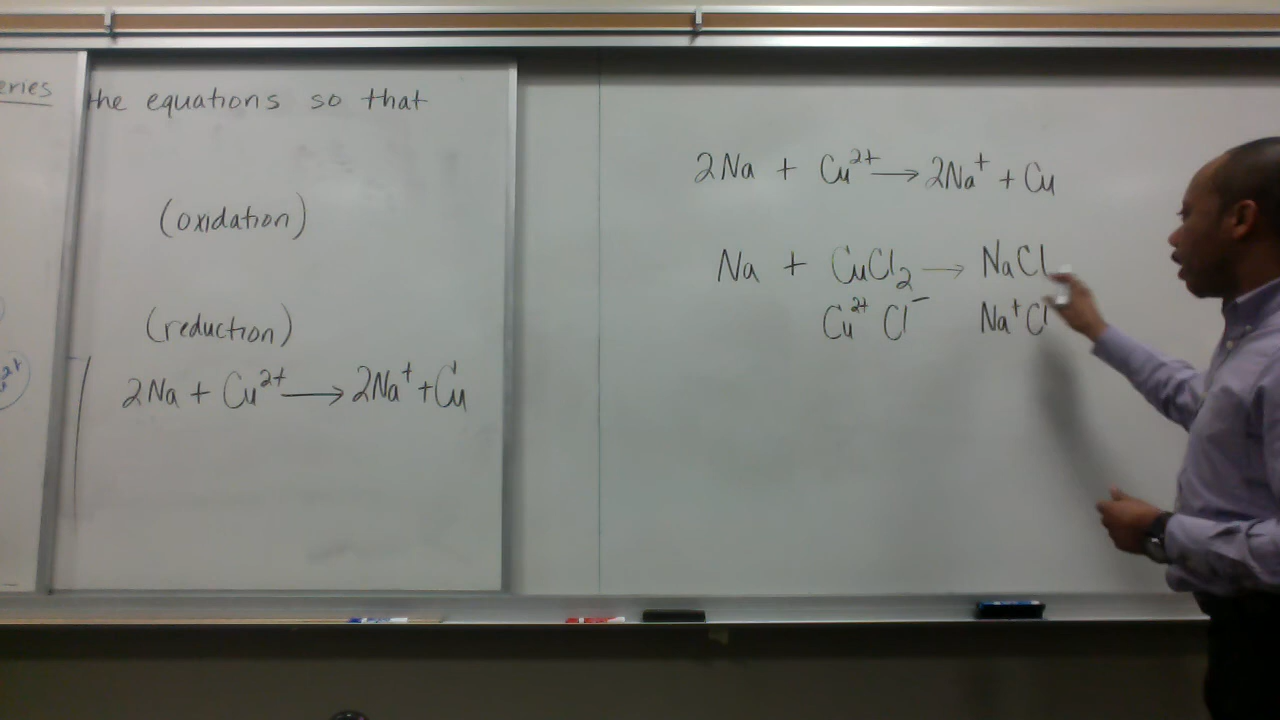 eries
the equations so that
(oxidation)
(reduction)
2Na + Cu²⁺ → 2Na⁺ + Cu
2Na + Cu²⁺ → 2Na⁺ + Cu
Na + CuCl₂ → NaCl
Cu²⁺ Cl⁻ Na⁺Cl